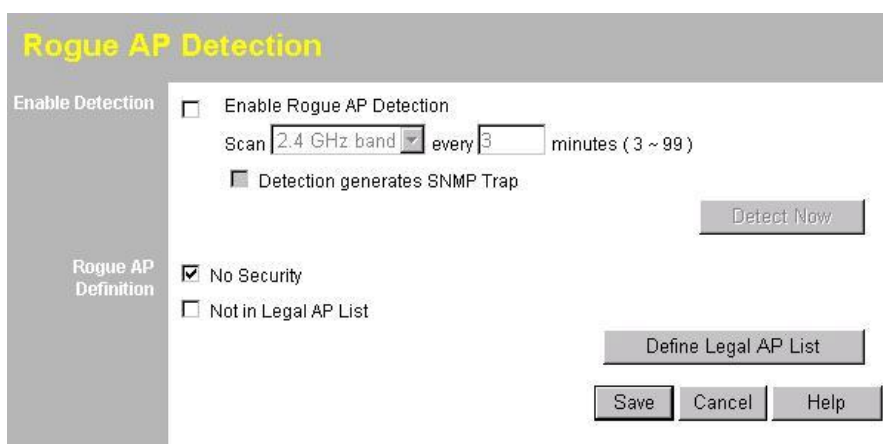 Rogue AP Detection
Enable Detection
Enable Rogue AP Detection
Scan 2.4 GHz band every 3 minutes ( 3 ~ 99 )
Detection generates SNMP Trap
Detect Now
Rogue AP
Definition
No Security
Not in Legal AP List
Define Legal AP List
Save Cancel Help